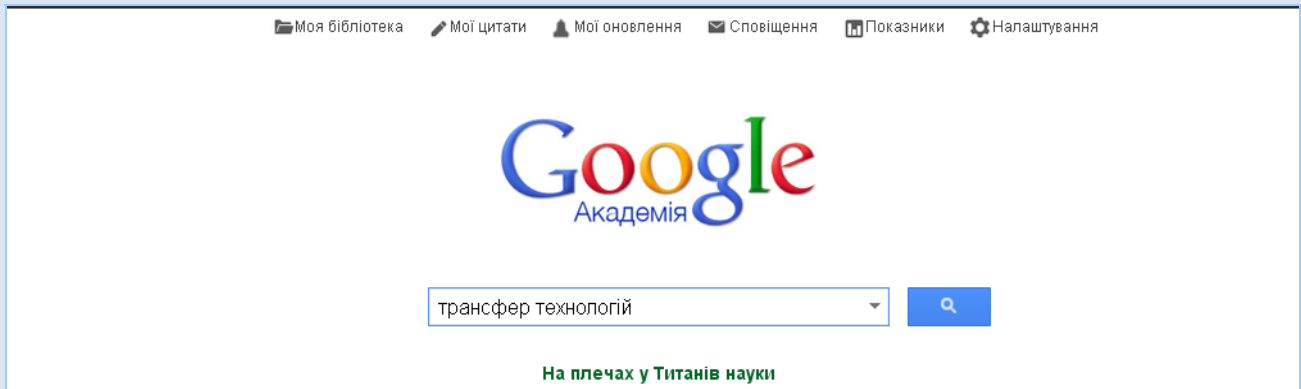 Моя бібліотека Мої цитати Мої оновлення Сповіщення Показники Налаштування
Google
Академія
трансфер технологій
На плечах у Титанів науки